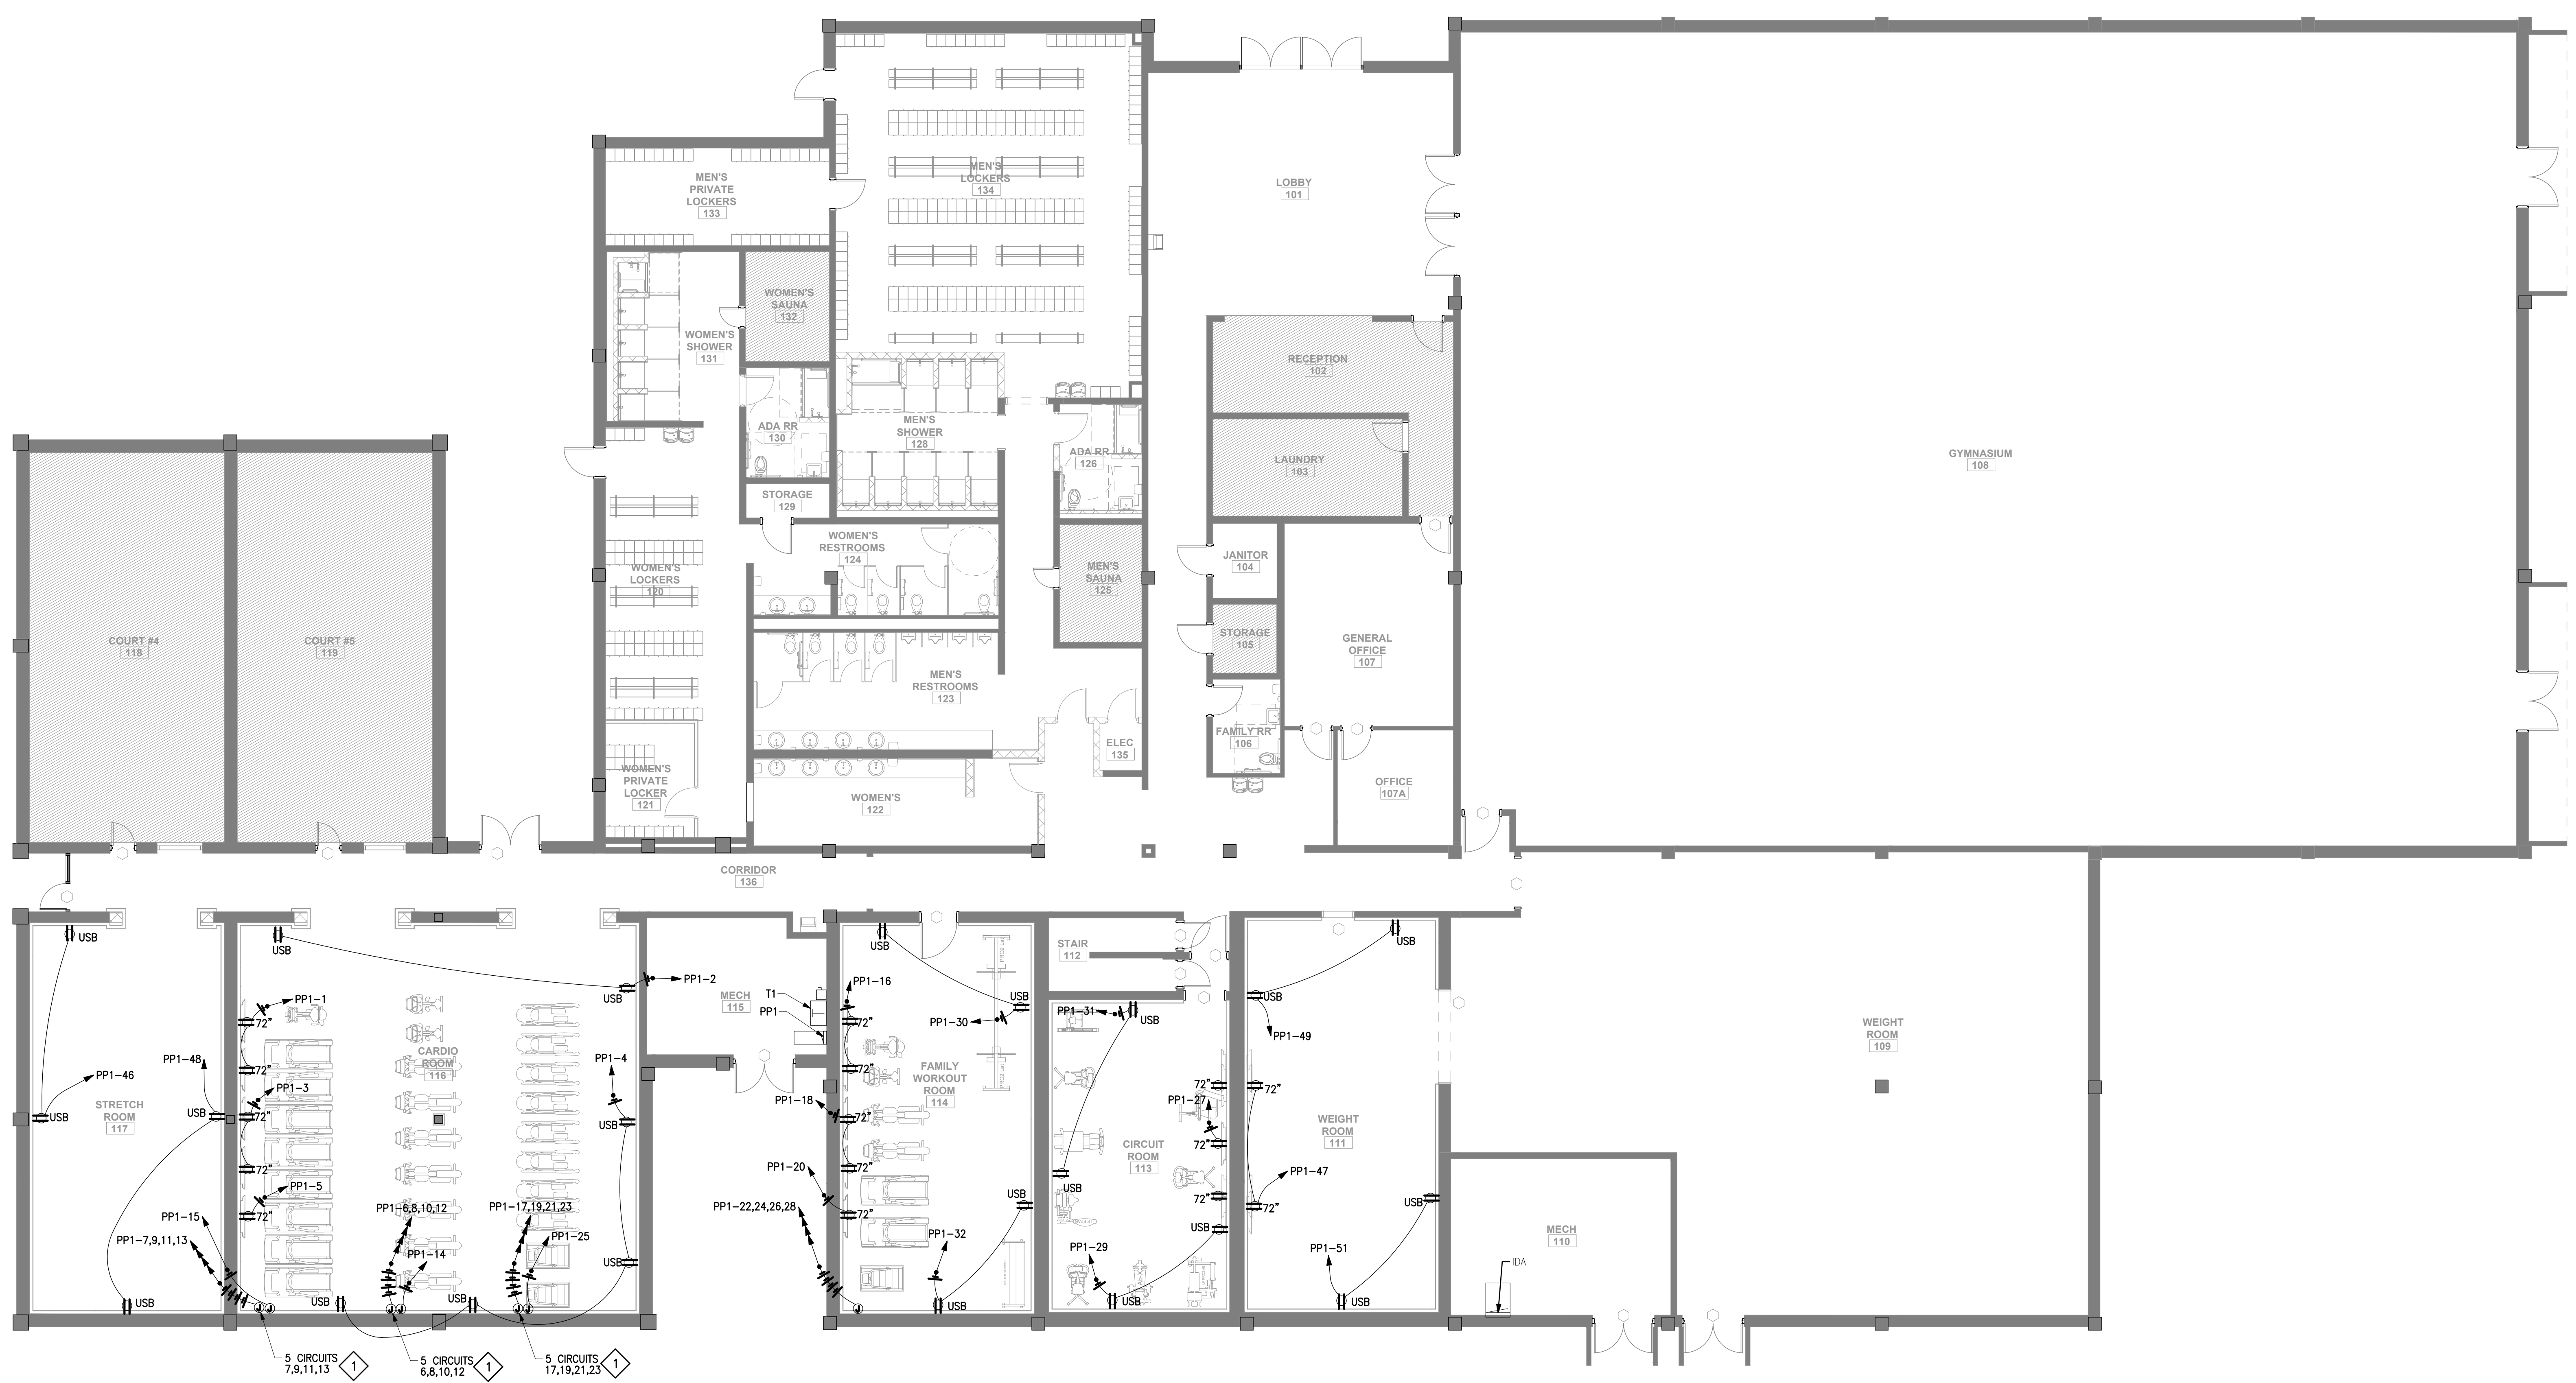 MEN'S
PRIVATE
LOCKERS
133
MEN'S
LOCKERS
134
LOBBY
101
WOMEN'S
SAUNA
132
WOMEN'S
SHOWER
131
RECEPTION
102
MEN'S
SHOWER
128
ADA RR
130
ADA RR
126
LAUNDRY
103
GYMNASIUM
108
STORAGE
129
WOMEN'S
RESTROOMS
124
JANITOR
104
WOMEN'S
LOCKERS
120
MEN'S
SAUNA
125
COURT #4
118
COURT #5
119
STORAGE
105
GENERAL
OFFICE
107
MEN'S
RESTROOMS
123
FAMILY RR
106
ELEC
135
WOMEN'S
PRIVATE
LOCKER
121
WOMEN'S
122
OFFICE
107A
CORRIDOR
136
USB
USB
USB
USB
STAIR
112
PP1-2
USB
MECH
115
T1
PP1
PP1-16
USB
PP1-30
PP1-31
USB
USB
PP1-49
PP1-1
72"
72"
WEIGHT
ROOM
109
CARDIO
ROOM
116
PP1-48
PP1-46
PP1-4
72"
72"
FAMILY
WORKOUT
ROOM
114
72"
72"
PP1-3
PP1-18
PP1-27
STRETCH
ROOM
117
USB
USB
72"
USB
72"
72"
WEIGHT
ROOM
111
CIRCUIT
ROOM
113
72"
PP1-20
72"
USB
PP1-47
PP1-5
72"
USB
72"
USB
PP1-15
PP1-7,9,11,13
72"
PP1-6,8,10,12
PP1-17,19,21,23
PP1-22,24,26,28
72"
PP1-32
USB
MECH
110
PP1-14
PP1-25
PP1-29
PP1-51
USB
IDA
USB
USB
USB
USB
USB
USB
5 CIRCUITS
7,9,11,13
1
5 CIRCUITS
6,8,10,12
1
5 CIRCUITS
17,19,21,23
1